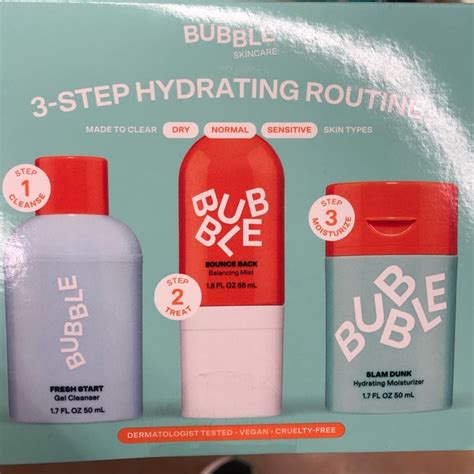 BUBBLE
SKINCARE
3-STEP HYDRATING ROUTINE
MADE TO CLEAR DRY NORMAL SENSITIVE SKIN TYPES
STEP
1
CLEANSE
BUBBLE
FRESH START
Gel Cleanser
1.7 FL OZ 50 mL
BUBBLE
BOUNCE BACK
Balancing Mist
1.8 FL OZ 55 mL
STEP
2
TREAT
STEP
3
MOISTURIZE
BUBBLE
SLAM DUNK
Hydrating Moisturizer
1.7 FL OZ 50 mL
DERMATOLOGIST TESTED • VEGAN • CRUELTY-FREE